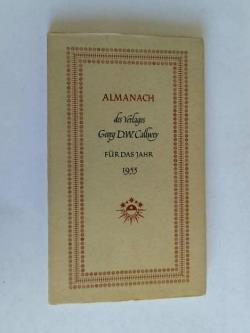 ALMANACH
des Verlages
Georg D.W. Callwey
FÜR DAS JAHR
1955